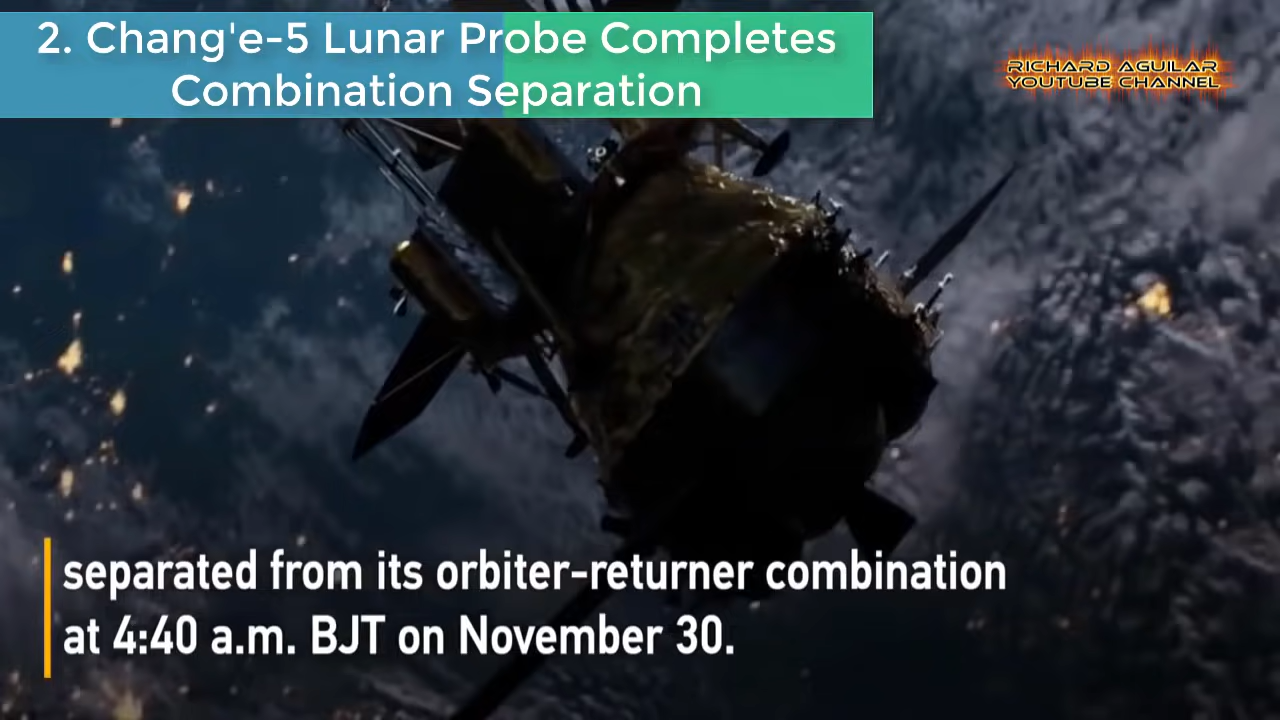 2. Chang'e-5 Lunar Probe Completes
Combination Separation
RICHARD AGUILAR
YOUTUBE CHANNEL
separated from its orbiter-returner combination
at 4:40 a.m. BJT on November 30.